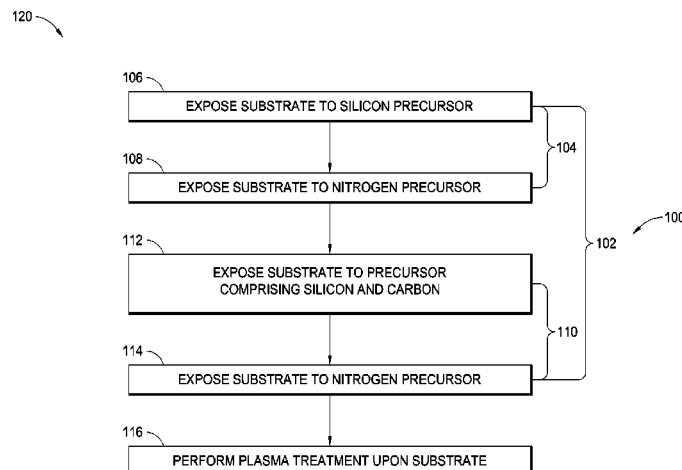 120
106
EXPOSE SUBSTRATE TO SILICON PRECURSOR
104
108
EXPOSE SUBSTRATE TO NITROGEN PRECURSOR
100
102
112
EXPOSE SUBSTRATE TO PRECURSOR
COMPRISING SILICON AND CARBON
110
114
EXPOSE SUBSTRATE TO NITROGEN PRECURSOR
116
PERFORM PLASMA TREATMENT UPON SUBSTRATE